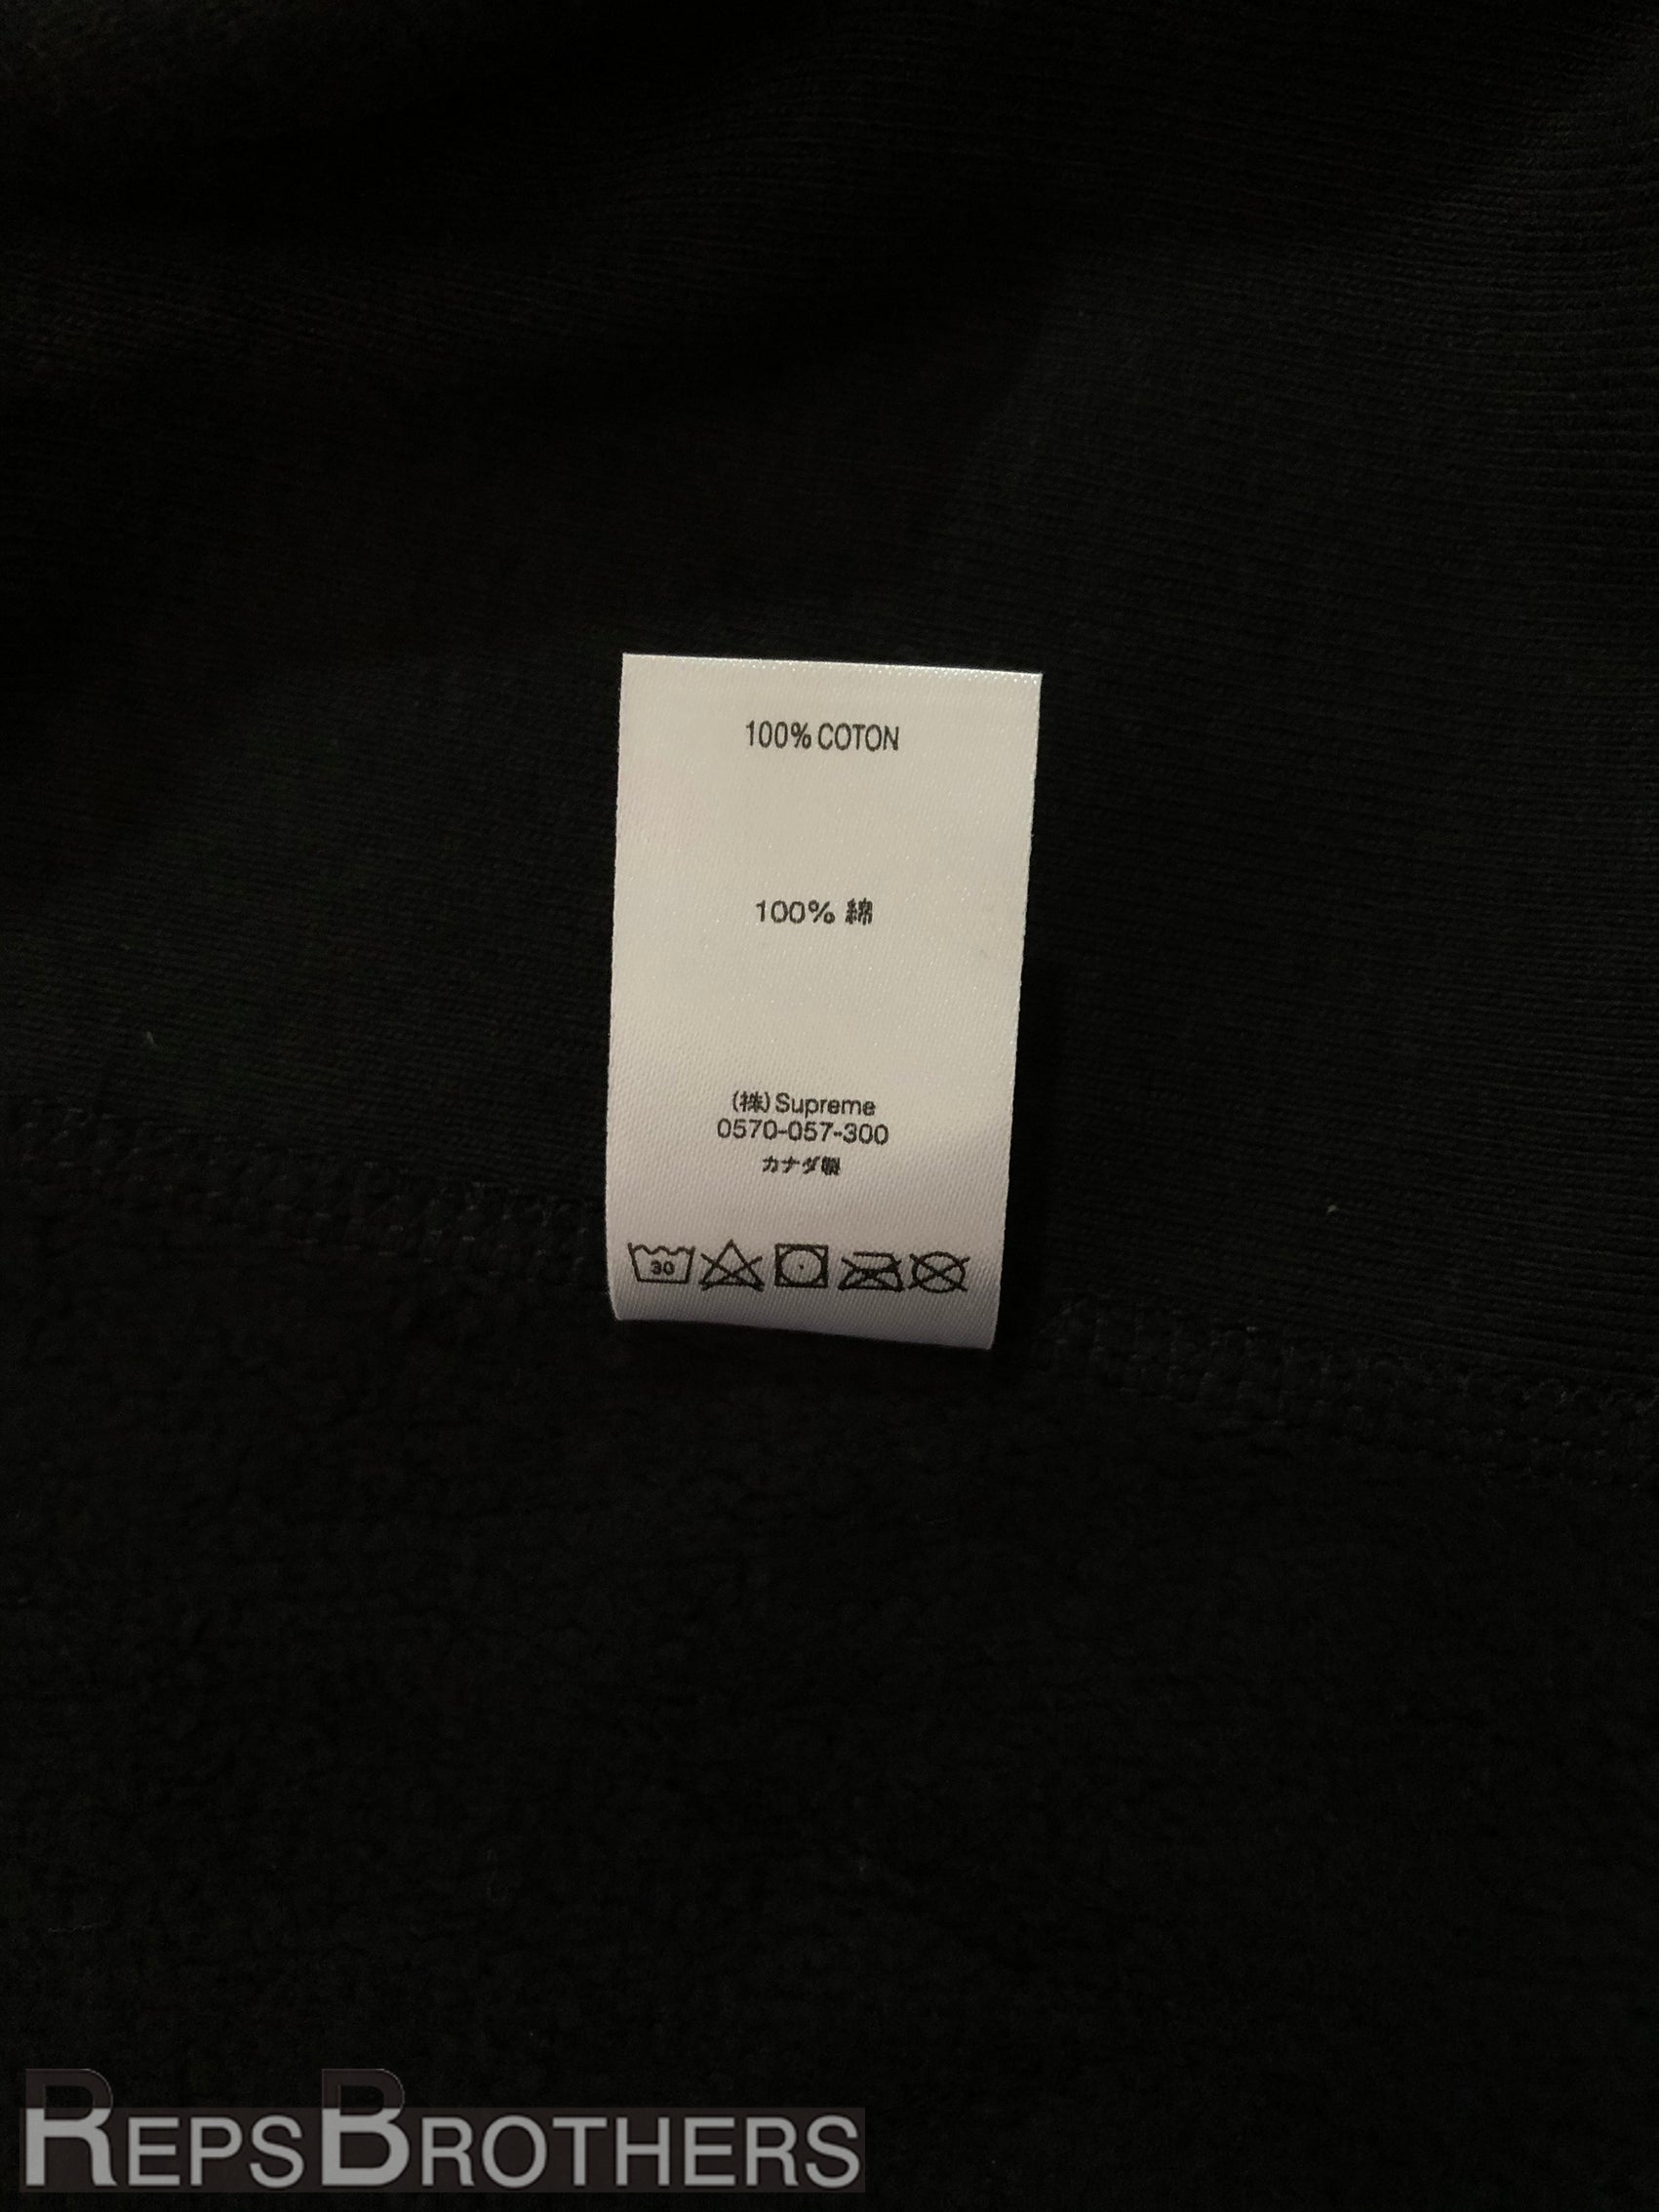 100% COTON
100% 綿
(株) Supreme
0570-057-300
カナダ製
30
REPSBROTHERS